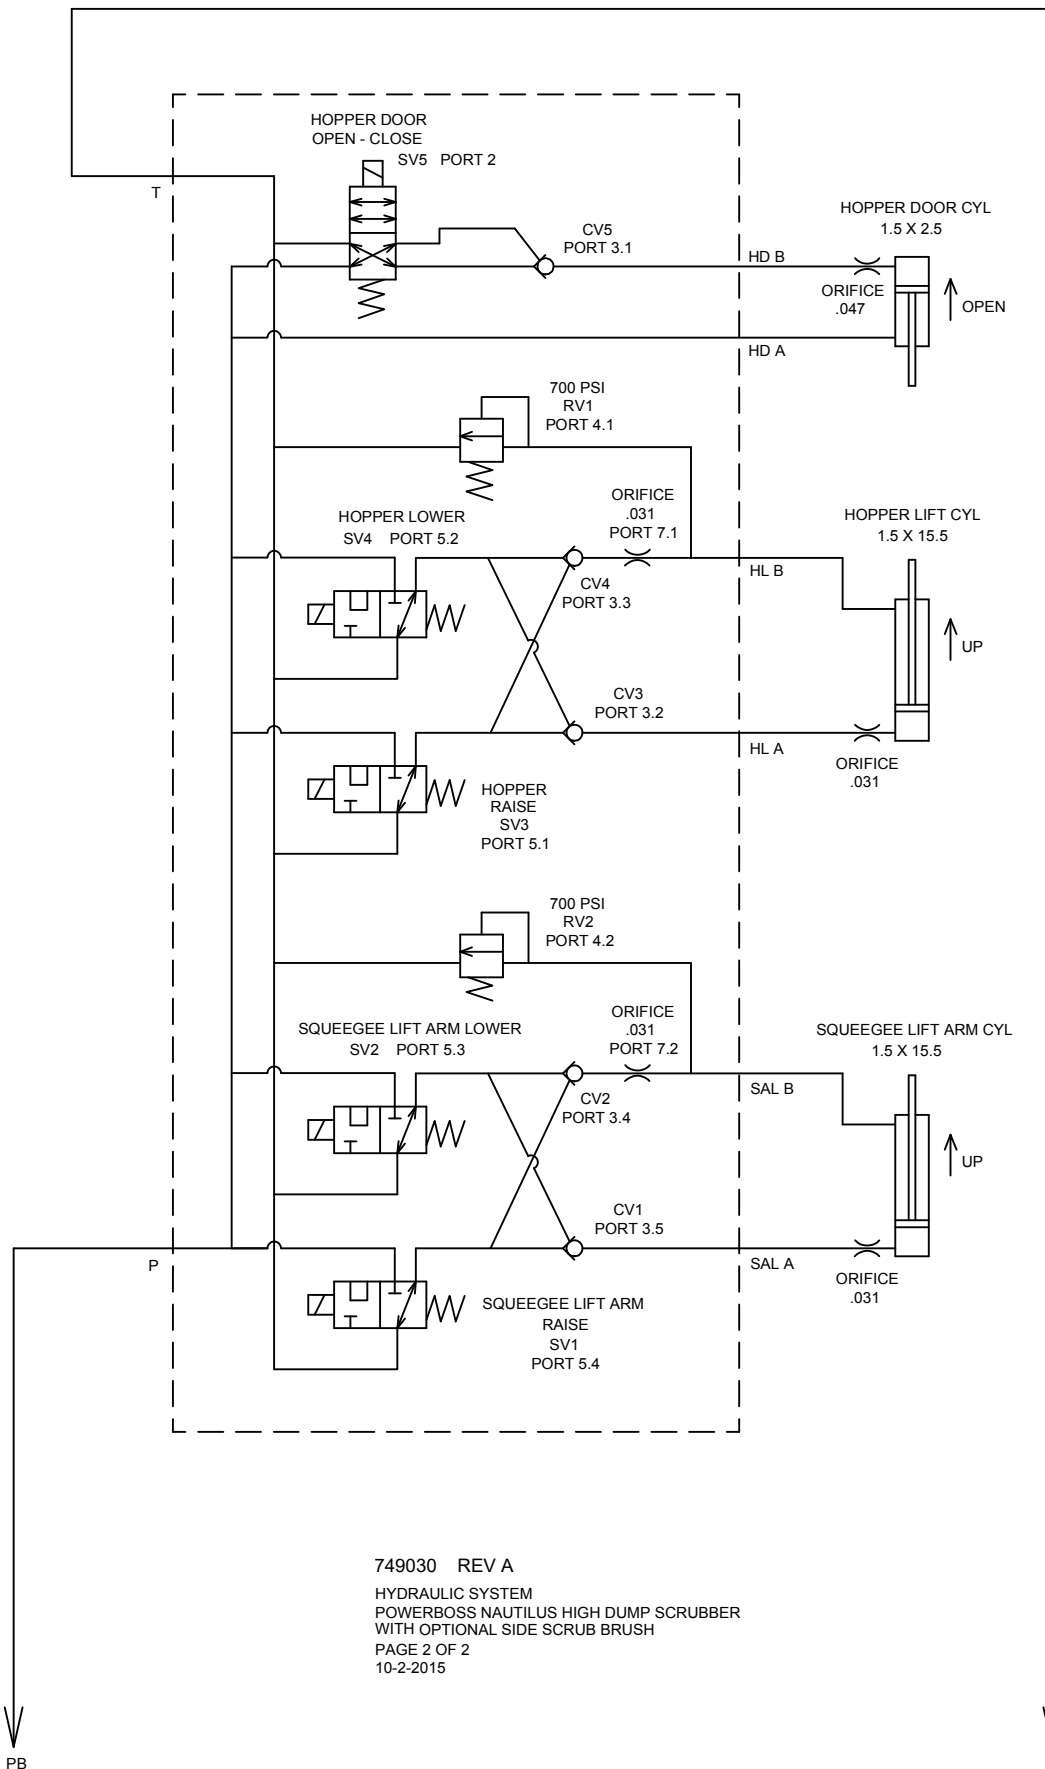 HOPPER DOOR
OPEN - CLOSE
SV5 PORT 2
T
CV5
PORT 3.1
HD B
HOPPER DOOR CYL
1.5 X 2.5
ORIFICE
.047
OPEN
HD A
700 PSI
RV1
PORT 4.1
HOPPER LOWER
SV4 PORT 5.2
ORIFICE
.031
PORT 7.1
HOPPER LIFT CYL
1.5 X 15.5
CV4
PORT 3.3
HL B
UP
CV3
PORT 3.2
HL A
ORIFICE
.031
HOPPER
RAISE
SV3
PORT 5.1
700 PSI
RV2
PORT 4.2
SQUEEGEE LIFT ARM LOWER
SV2 PORT 5.3
ORIFICE
.031
PORT 7.2
SQUEEGEE LIFT ARM CYL
1.5 X 15.5
CV2
PORT 3.4
SAL B
UP
CV1
PORT 3.5
P
SAL A
ORIFICE
.031
SQUEEGEE LIFT ARM
RAISE
SV1
PORT 5.4
749030 REV A
HYDRAULIC SYSTEM
POWERBOSS NAUTILUS HIGH DUMP SCRUBBER
WITH OPTIONAL SIDE SCRUB BRUSH
PAGE 2 OF 2
10-2-2015
PB